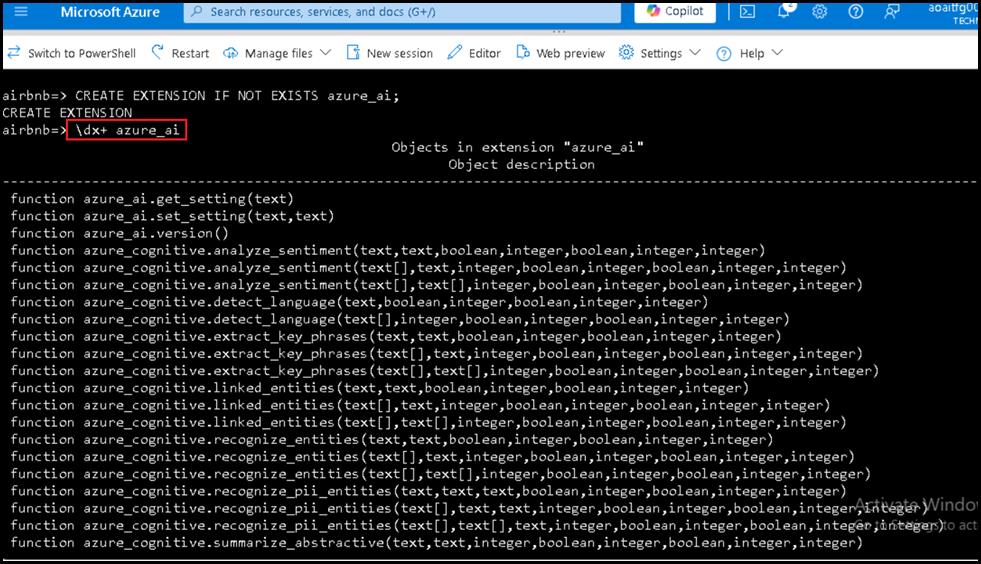 Microsoft Azure
Search resources, services, and docs (G+/)
Copilot
2
TECHN
Switch to PowerShell
Restart
Manage files
New session
Editor
Web preview
Settings
Help
airbnb=> CREATE EXTENSION IF NOT EXISTS azure_ai;
CREATE EXTENSION
airbnb=> \dx+ azure_ai
Objects in extension "azure_ai"
Object description
function azure_ai.get_setting(text)
function azure_ai.set_setting(text,text)
function azure_ai.version()
function azure_cognitive.analyze_sentiment(text,text,boolean,integer,boolean,integer,integer)
function azure_cognitive.analyze_sentiment(text[],text,integer,boolean,integer,boolean,integer,integer)
function azure_cognitive.analyze_sentiment(text[],text[],integer,boolean,integer,boolean,integer,integer)
function azure_cognitive.detect_language(text,boolean,integer,boolean,integer,integer)
function azure_cognitive.detect_language(text[],integer,boolean,integer,boolean,integer,integer)
function azure_cognitive.extract_key_phrases(text,text,boolean,integer,boolean,integer,integer)
function azure_cognitive.extract_key_phrases(text[],text,integer,boolean,integer,boolean,integer,integer)
function azure_cognitive.extract_key_phrases(text[],text[],integer,boolean,integer,boolean,integer,integer)
function azure_cognitive.linked_entities(text,text,boolean,integer,boolean,integer,integer)
function azure_cognitive.linked_entities(text[],text,integer,boolean,integer,boolean,integer,integer)
function azure_cognitive.linked_entities(text[],text[],integer,boolean,integer,boolean,integer,integer)
function azure_cognitive.recognize_entities(text,text,boolean,integer,boolean,integer,integer)
function azure_cognitive.recognize_entities(text[],text,integer,boolean,integer,boolean,integer,integer)
function azure_cognitive.recognize_entities(text[],text[],integer,boolean,integer,boolean,integer,integer)
function azure_cognitive.recognize_pii_entities(text,text,text,boolean,integer,boolean,integer,integer)
function azure_cognitive.recognize_pii_entities(text[],text,text,integer,boolean,integer,boolean,integer,integer)
function azure_cognitive.recognize_pii_entities(text[],text[],text,integer,boolean,integer,boolean,integer,integer)
function azure_cognitive.summarize_abstractive(text,text,integer,boolean,integer,boolean,integer,integer)
Activate Windo
Go to Settings to act